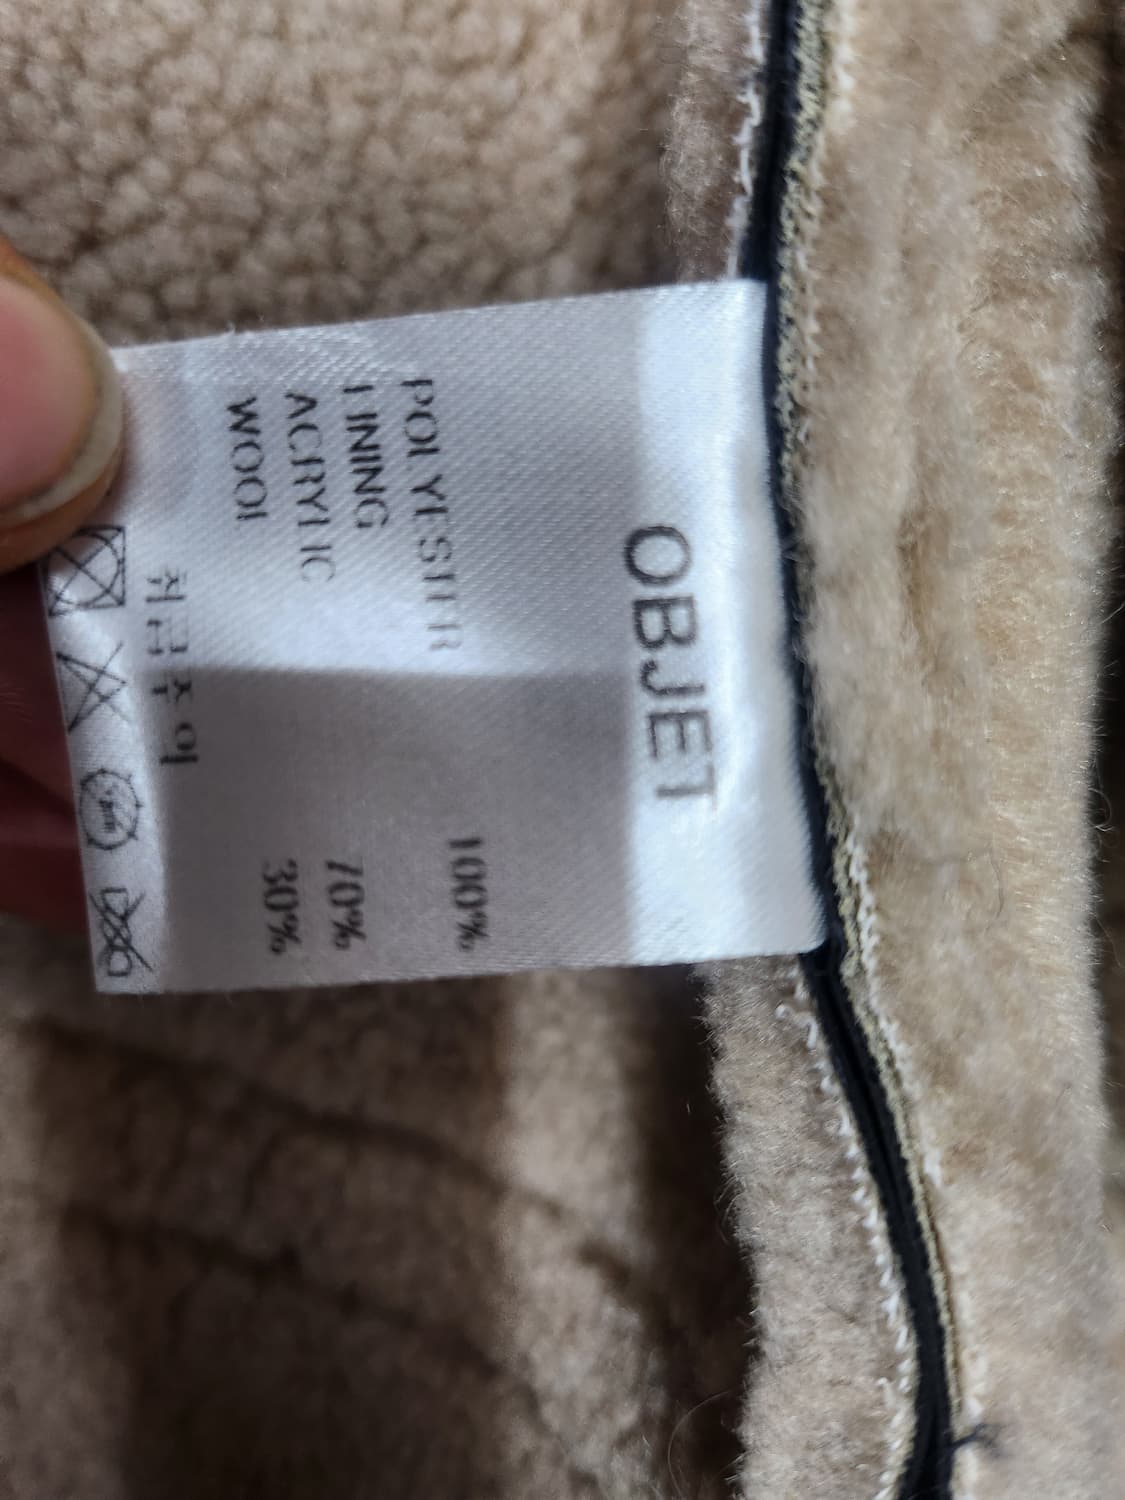 OBJET
POLYESTER 100%
LINING
ACRYLIC 70%
WOOL 30%
취급주의